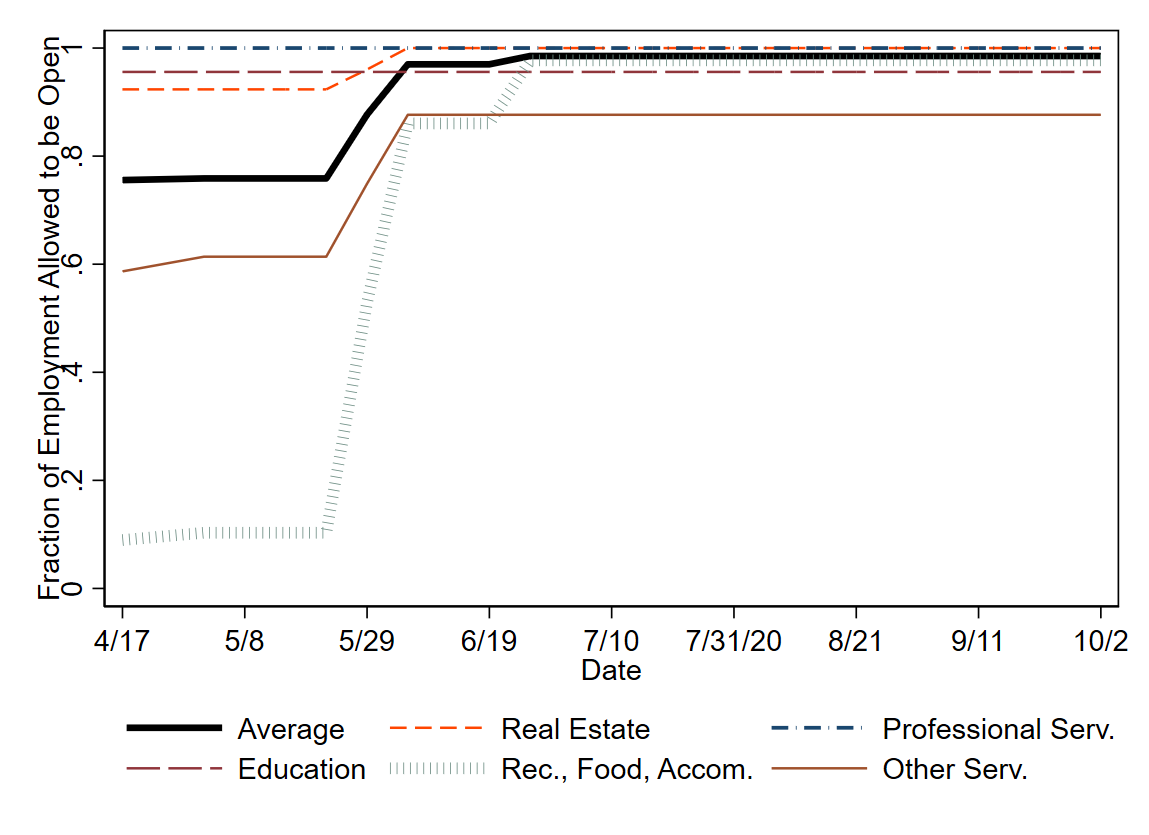 Fraction of Employment Allowed to be Open
1
.8
.6
.4
.2
0
4/17 5/8 5/29 6/19 7/10 7/31/20 8/21 9/11 10/2
Date
Average Real Estate Professional Serv.
Education Rec., Food, Accom. Other Serv.